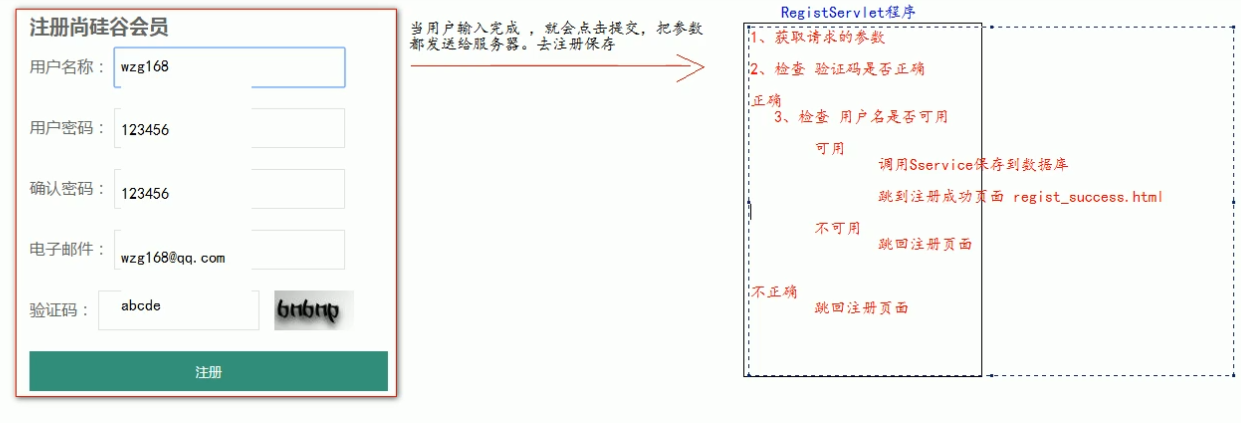 注册尚硅谷会员
用户名称：
wzg168
用户密码：
123456
确认密码：
123456
电子邮件：
wzg168@qq.com
验证码：
abcde
bnbnp
注册
当用户输入完成 ，就会点击提交，把参数
都发送给服务器。去注册保存
RegistServlet程序
1、获取请求的参数
2、检查 验证码是否正确
正确
3、检查 用户名是否可用
可用
调用Sservice保存到数据库
跳到注册成功页面 regist_success.html
不可用
跳回注册页面
不正确
跳回注册页面